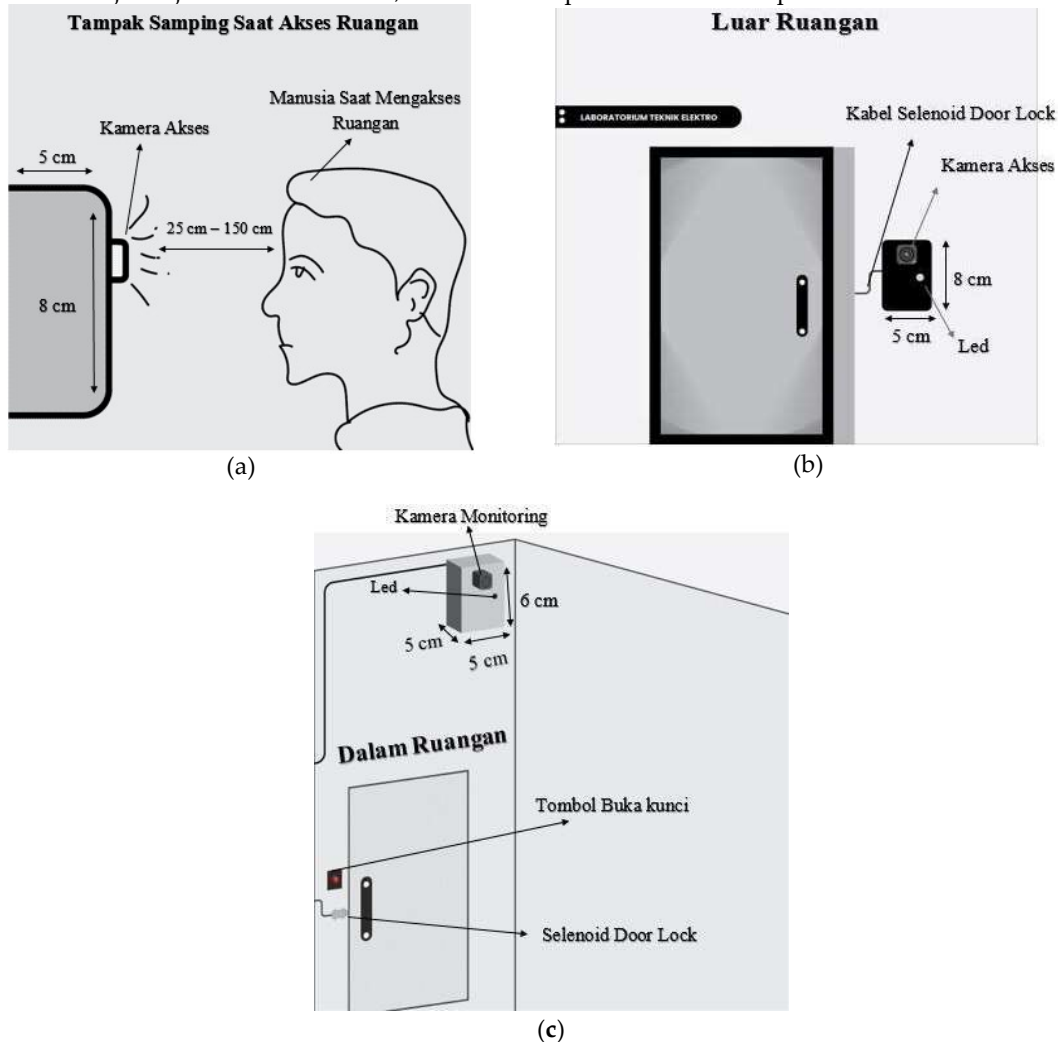 Tampak Samping Saat Akses Ruangan
Manusia Saat Mengakses
Ruangan
Kamera Akses
5 cm
25 cm – 150 cm
8 cm
(a)
Luar Ruangan
LABORATORIUM TEKNIK ELEKTRO
Kabel Selenoid Door Lock
Kamera Akses
8 cm
5 cm
Led
(b)
Kamera Monitoring
Led
6 cm
5 cm
5 cm
Dalam Ruangan
Tombol Buka kunci
Selenoid Door Lock
(c)